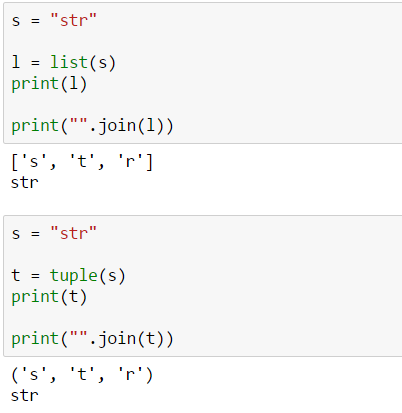 s = "str"
l = list(s)
print(l)
print("".join(l))
['s', 't', 'r']
str
s = "str"
t = tuple(s)
print(t)
print("".join(t))
('s', 't', 'r')
str